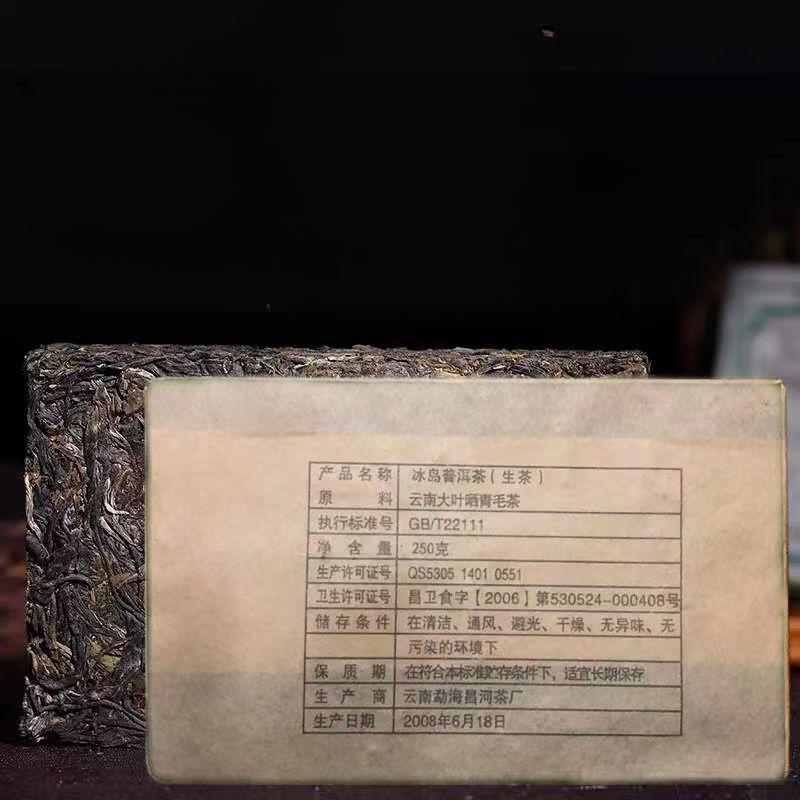 产品名称 冰岛普洱茶(生茶)
原料 云南大叶晒青毛茶
执行标准号 GB/T22111
净含量 250克
生产许可证号 QS5305 1401 0551
卫生许可证号 昌卫食字【2006】第530524-000408号
储存条件 在清洁、通风、避光、干燥、无异味、无
污染的环境下
保质期 在符合本标准贮存条件下,适宜长期保存
生产商 云南勐海昌河茶厂
生产日期 2008年6月18日